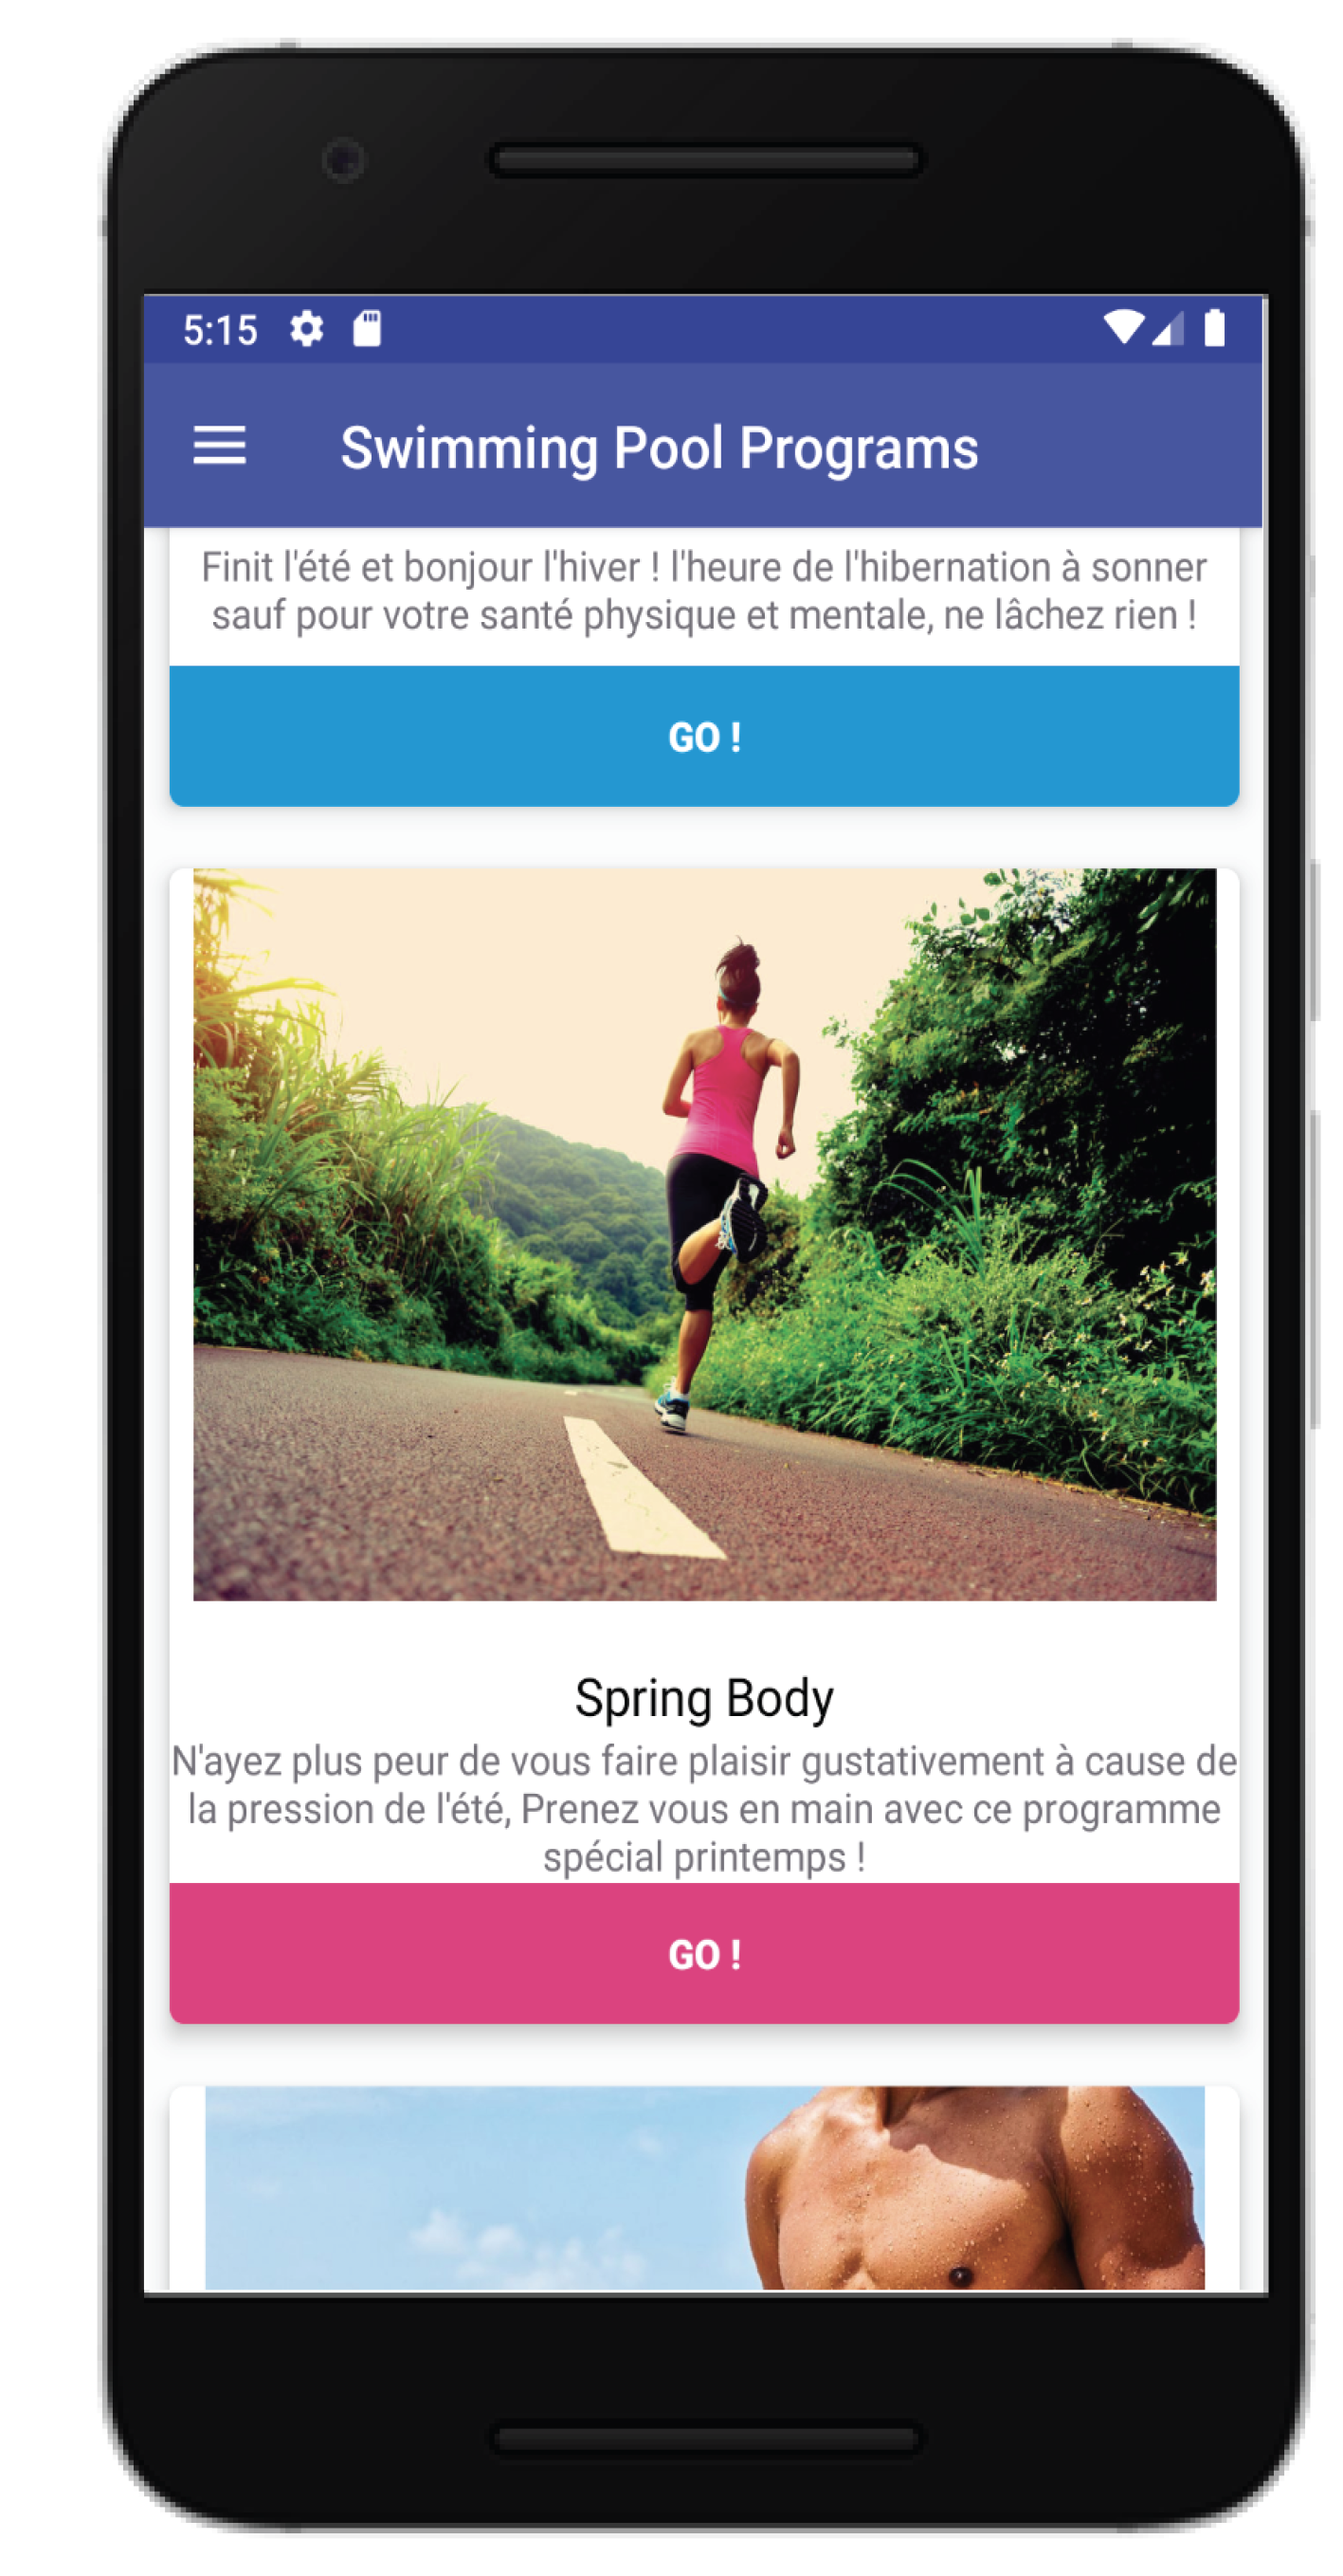 5:15
Swimming Pool Programs
Finit l'été et bonjour l'hiver ! l'heure de l'hibernation à sonner
sauf pour votre santé physique et mentale, ne lâchez rien !
GO !
Spring Body
N'ayez plus peur de vous faire plaisir gustativement à cause de
la pression de l'été, Prenez vous en main avec ce programme
spécial printemps !
GO !